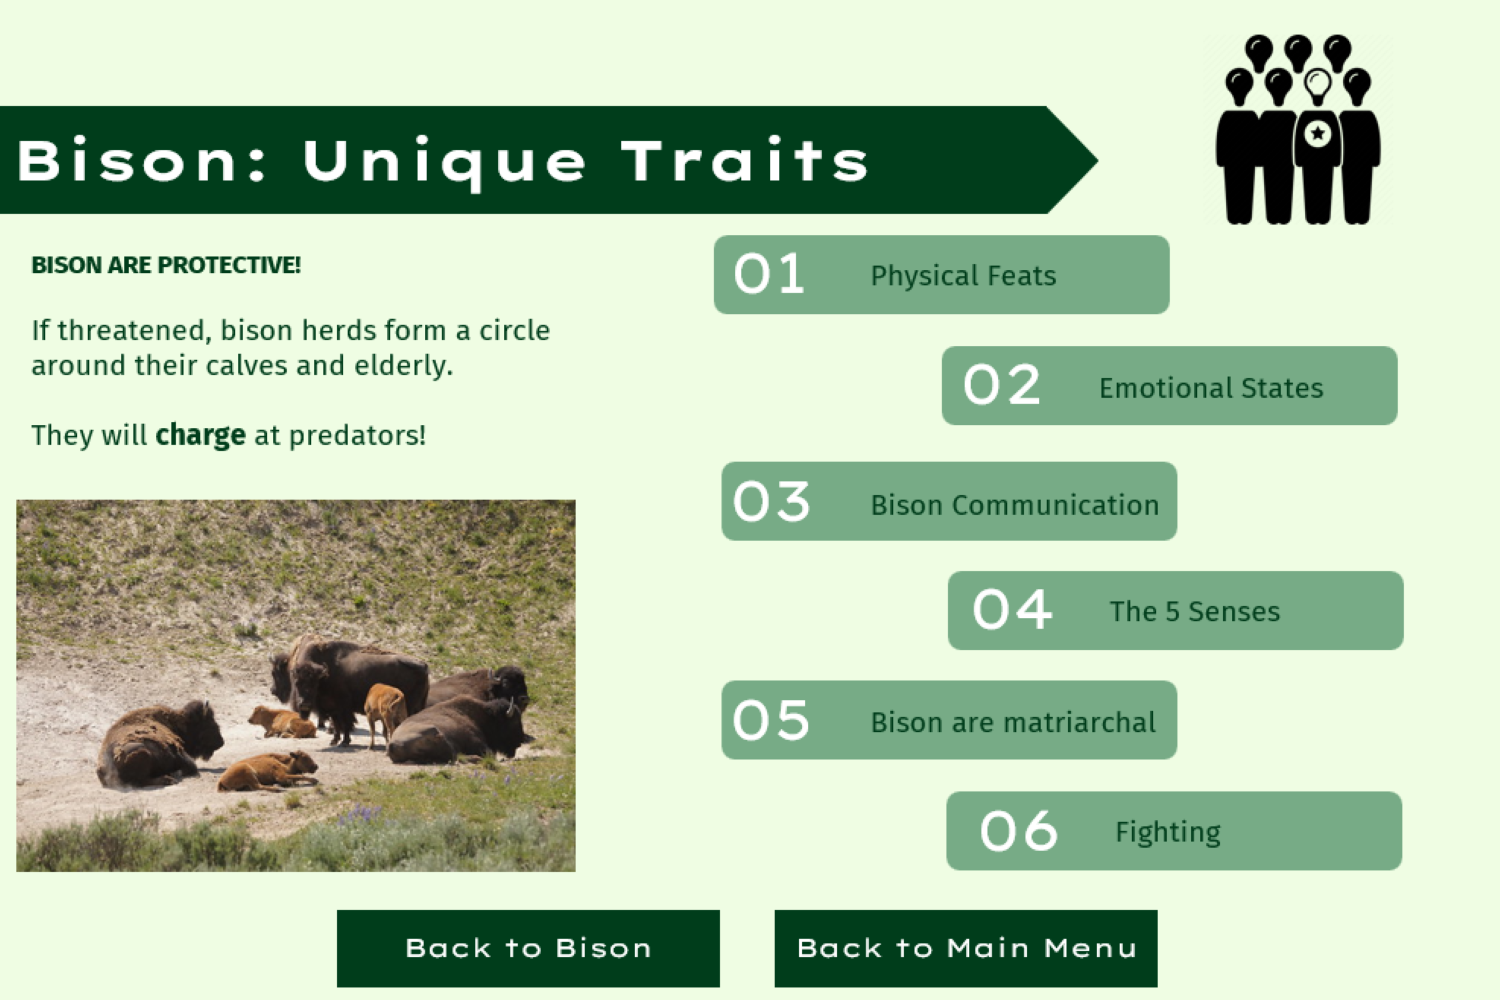 Bison: Unique Traits
BISON ARE PROTECTIVE!
If threatened, bison herds form a circle
around their calves and elderly.
They will charge at predators!
01 Physical Feats
02 Emotional States
03 Bison Communication
04 The 5 Senses
05 Bison are matriarchal
06 Fighting
Back to Bison
Back to Main Menu